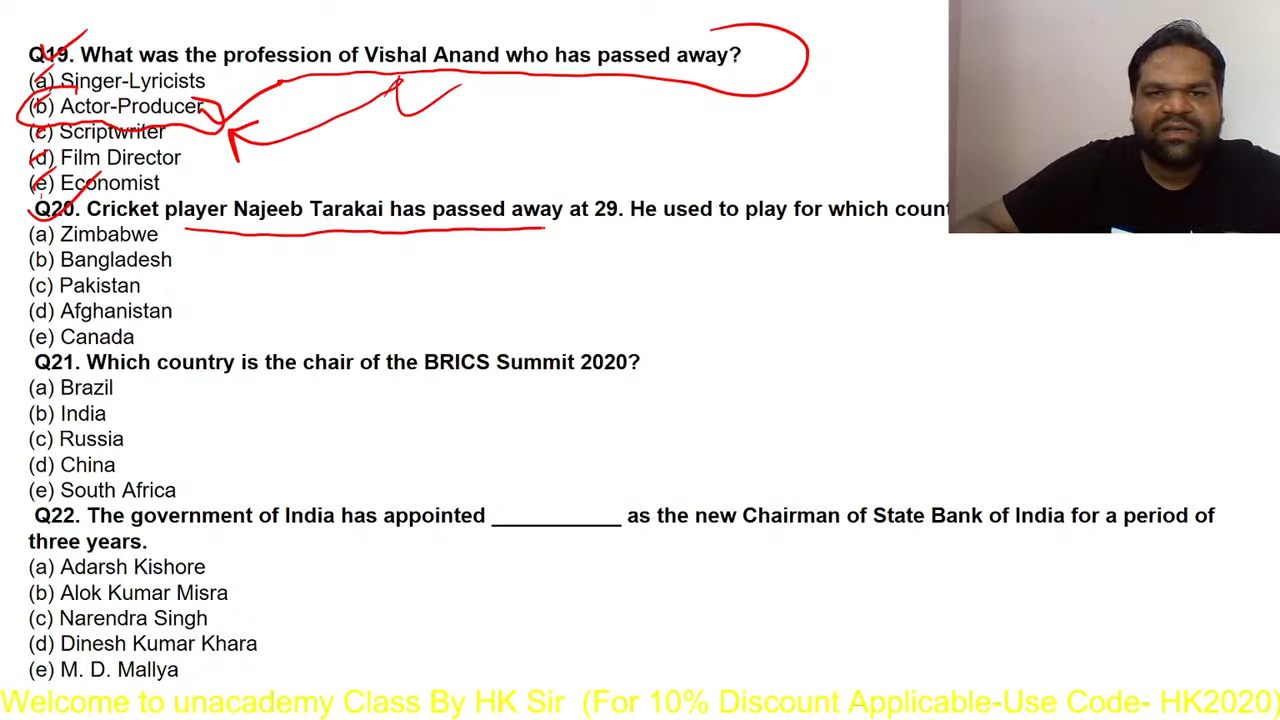 Q19. What was the profession of Vishal Anand who has passed away?
(a) Singer-Lyricists
(b) Actor-Producer
(c) Scriptwriter
(d) Film Director
(e) Economist
Q20. Cricket player Najeeb Tarakai has passed away at 29. He used to play for which count
(a) Zimbabwe
(b) Bangladesh
(c) Pakistan
(d) Afghanistan
(e) Canada
Q21. Which country is the chair of the BRICS Summit 2020?
(a) Brazil
(b) India
(c) Russia
(d) China
(e) South Africa
Q22. The government of India has appointed ___________ as the new Chairman of State Bank of India for a period of
three years.
(a) Adarsh Kishore
(b) Alok Kumar Misra
(c) Narendra Singh
(d) Dinesh Kumar Khara
(e) M. D. Mallya
Welcome to unacademy Class By HK Sir (For 10% Discount Applicable-Use Code- HK2020)